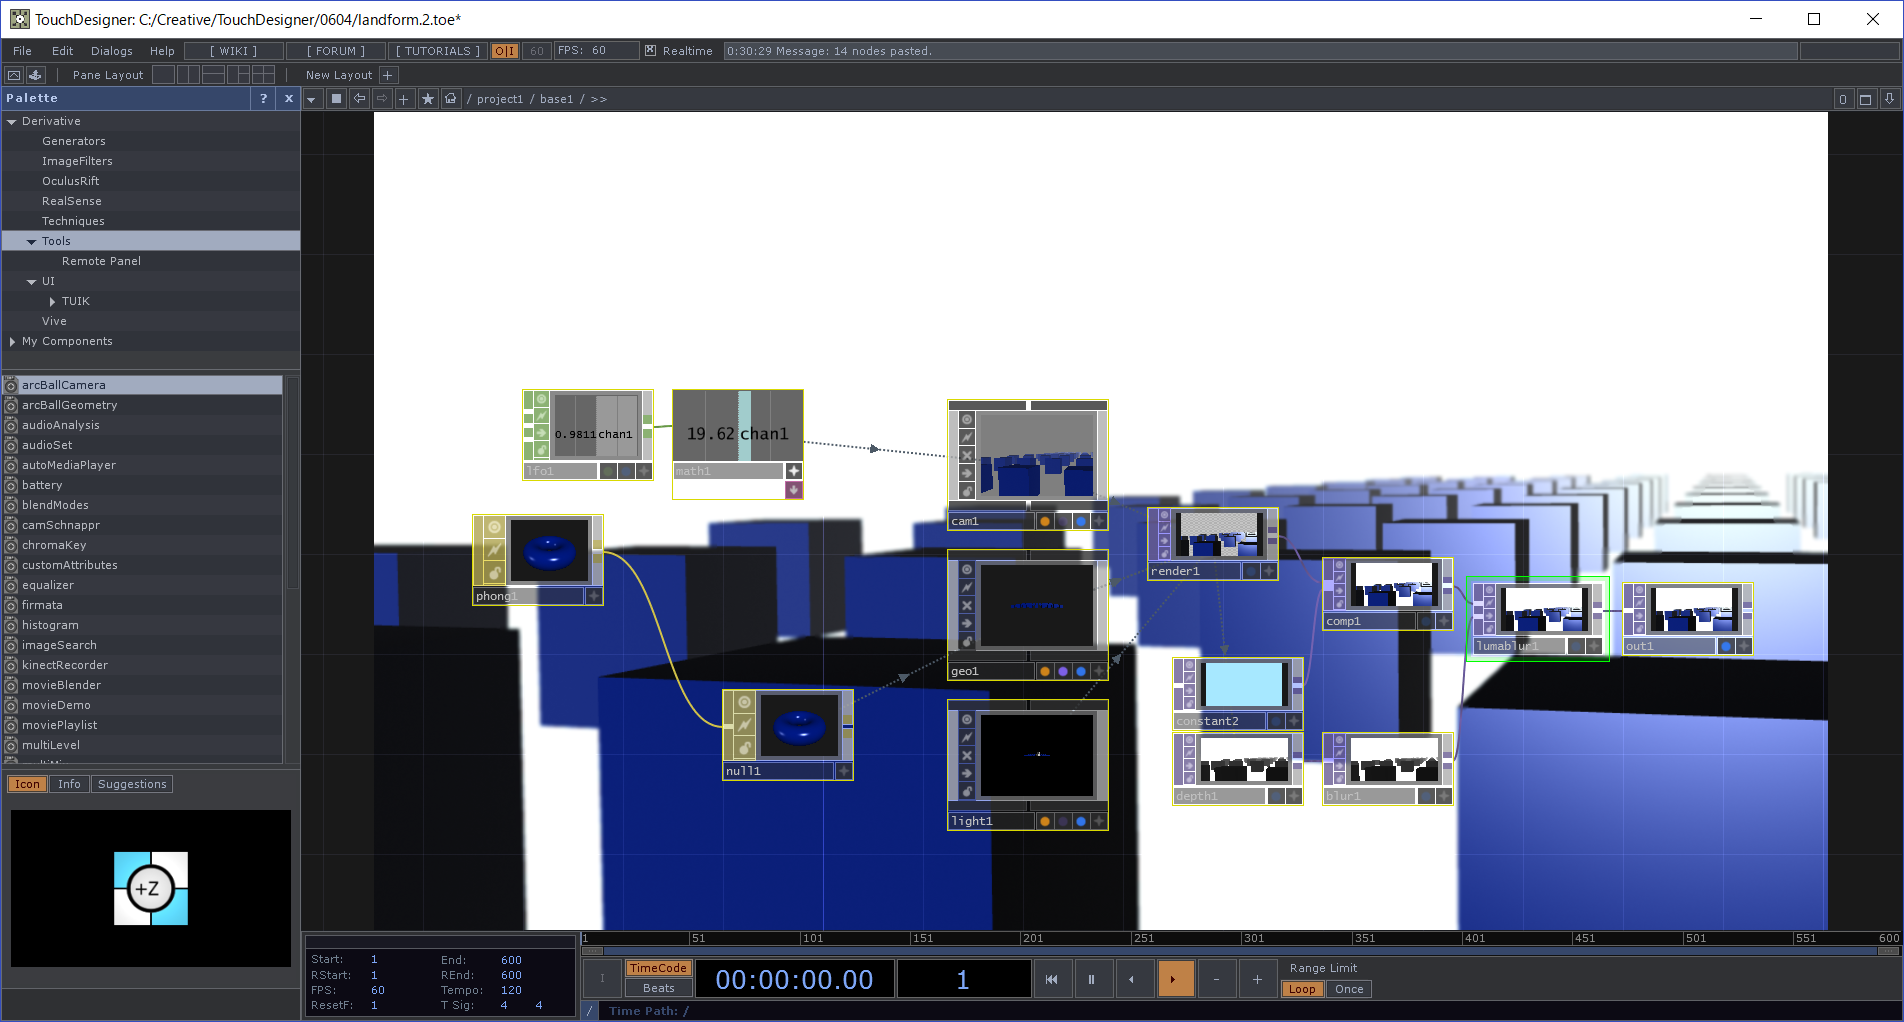 TouchDesigner: C:/Creative/TouchDesigner/0604/landform.2.toe*
File Edit Dialogs Help [ WIKI ] [ FORUM ] [ TUTORIALS ] O|I 60 FPS: 60 Realtime 0:30:29 Message: 14 nodes pasted.
Pane Layout New Layout +
Palette ? x
/ project1 / base1 / >> 0
Derivative
Generators
ImageFilters
OculusRift
RealSense
Techniques
Tools
Remote Panel
UI
TUIK
Vive
My Components
arcBallCamera
arcBallGeometry
audioAnalysis
audioSet
autoMediaPlayer
battery
blendModes
camSchnappr
chromaKey
customAttributes
equalizer
firmata
histogram
imageSearch
kinectRecorder
movieBlender
movieDemo
moviePlaylist
multiLevel
Icon Info Suggestions
+Z
0.9811 chan1
lfo1
19.62 chan1
math1
cam1
phong1
render1
comp1
lumablur1
out1
geo1
constant2
null1
depth1
blur1
light1
1 51 101 151 201 251 301 351 401 451 501 551 600
Start: 1 End: 600
RStart: 1 REnd: 600
FPS: 60 Tempo: 120
ResetF: 1 T Sig: 4 4
TimeCode
Beats
00:00:00.00
1
- +
Range Limit
Loop Once
/ Time Path: /